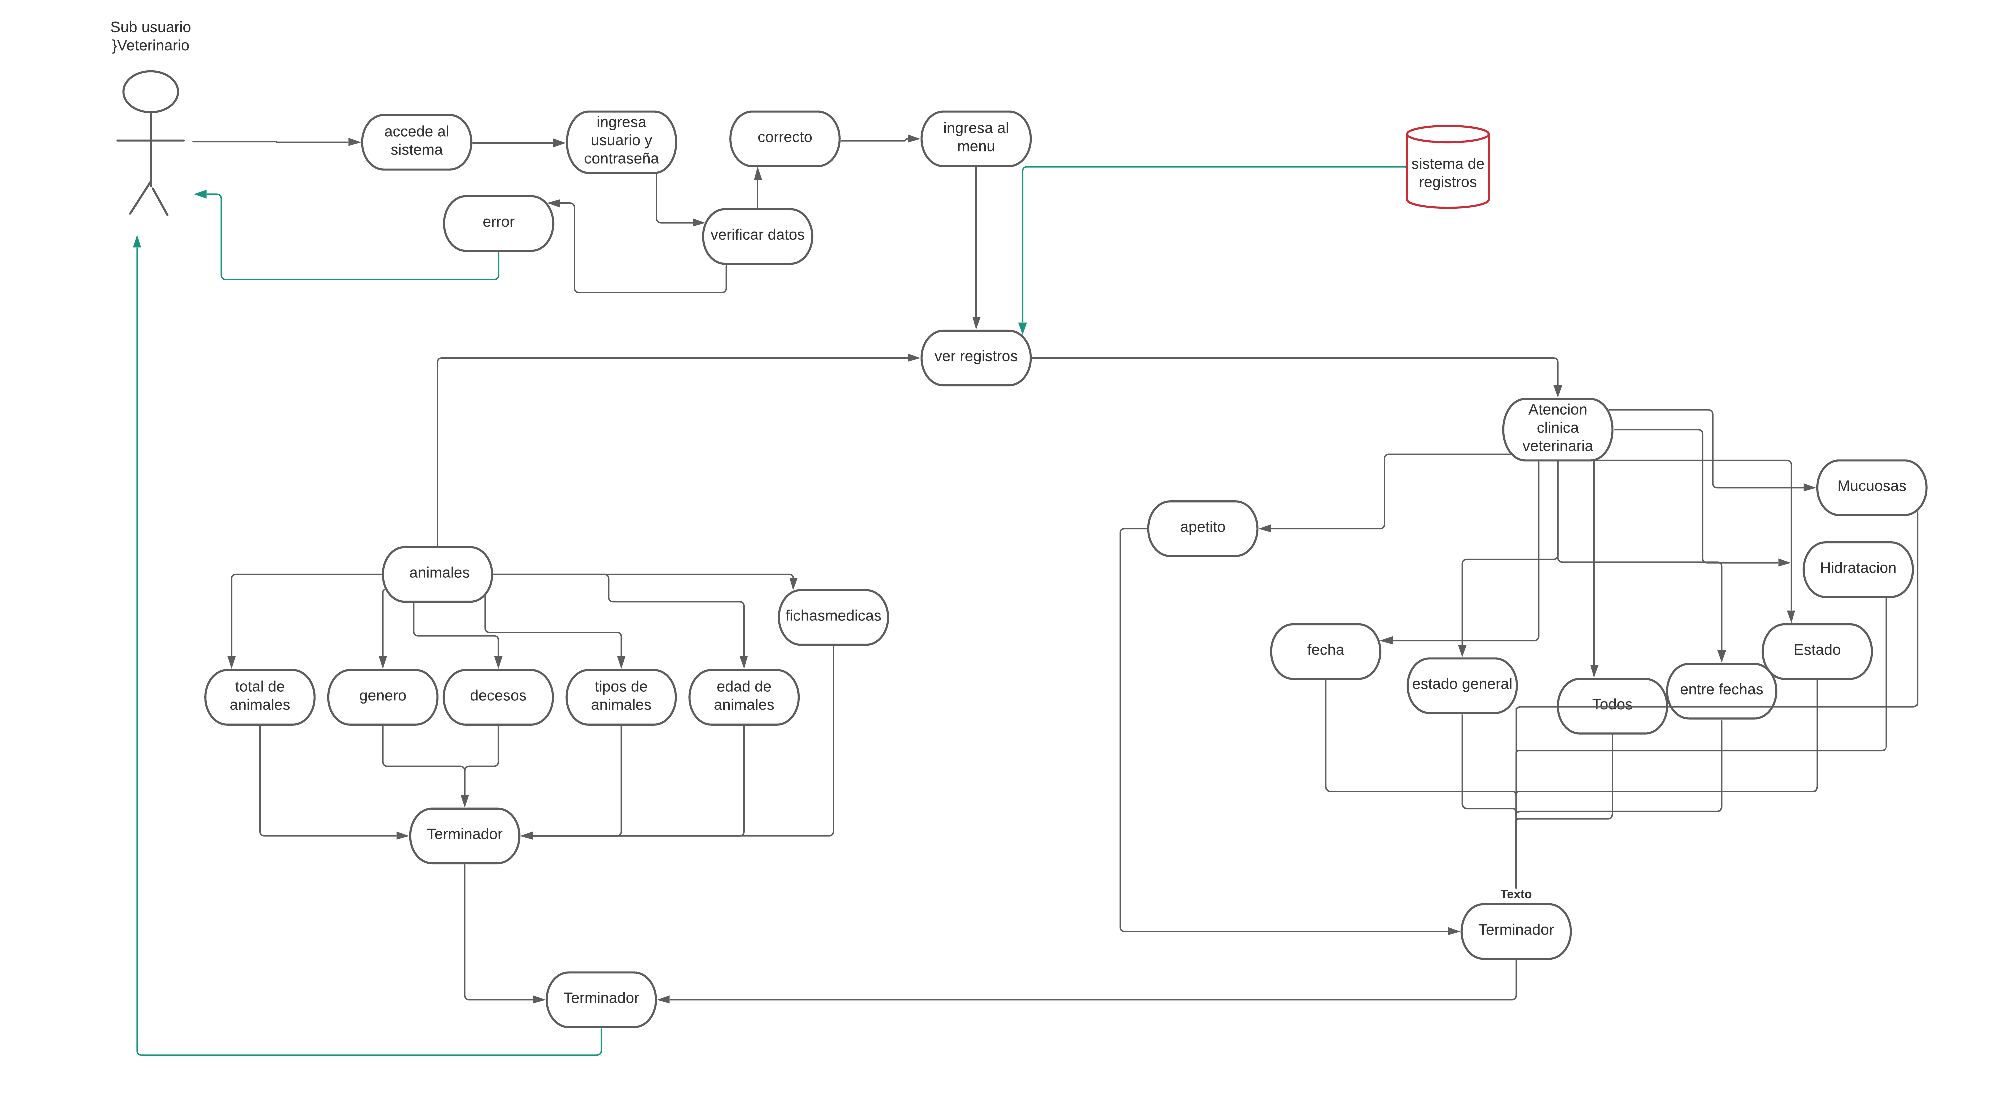 Sub usuario
}Veterinario
accede al
sistema
ingresa
usuario y
contraseña
correcto
ingresa al
menu
sistema de
registros
error
verificar datos
ver registros
Atencion
clinica
veterinaria
Mucuosas
apetito
Hidratacion
animales
fichasmedicas
fecha
Estado
estado general
entre fechas
Todos
total de
animales
genero
decesos
tipos de
animales
edad de
animales
Terminador
Texto
Terminador
Terminador